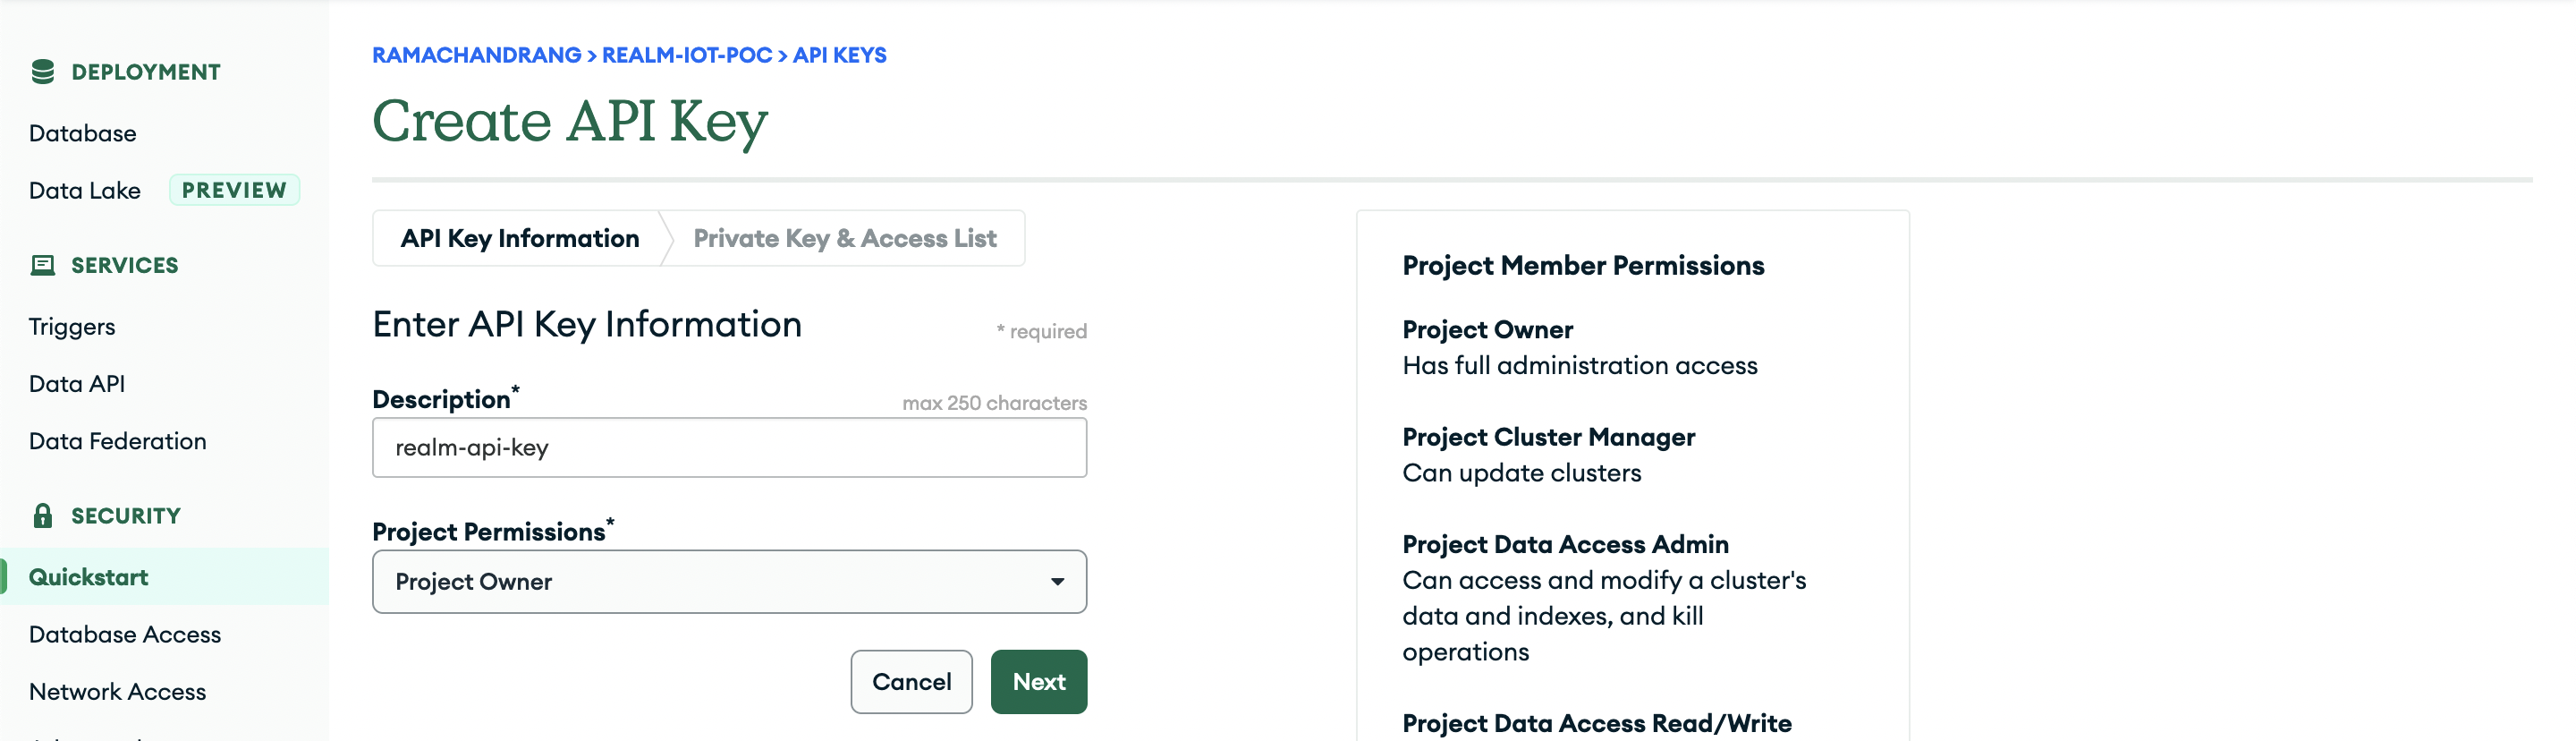 DEPLOYMENT
Database
Data Lake PREVIEW
SERVICES
Triggers
Data API
Data Federation
SECURITY
Quickstart
Database Access
Network Access
RAMACHANDRANG > REALM-IOT-POC > API KEYS
Create API Key
API Key Information
Private Key & Access List
Enter API Key Information
* required
Description*
max 250 characters
realm-api-key
Project Permissions*
Project Owner
Cancel
Next
Project Member Permissions
Project Owner
Has full administration access
Project Cluster Manager
Can update clusters
Project Data Access Admin
Can access and modify a cluster's
data and indexes, and kill
operations
Project Data Access Read/Write